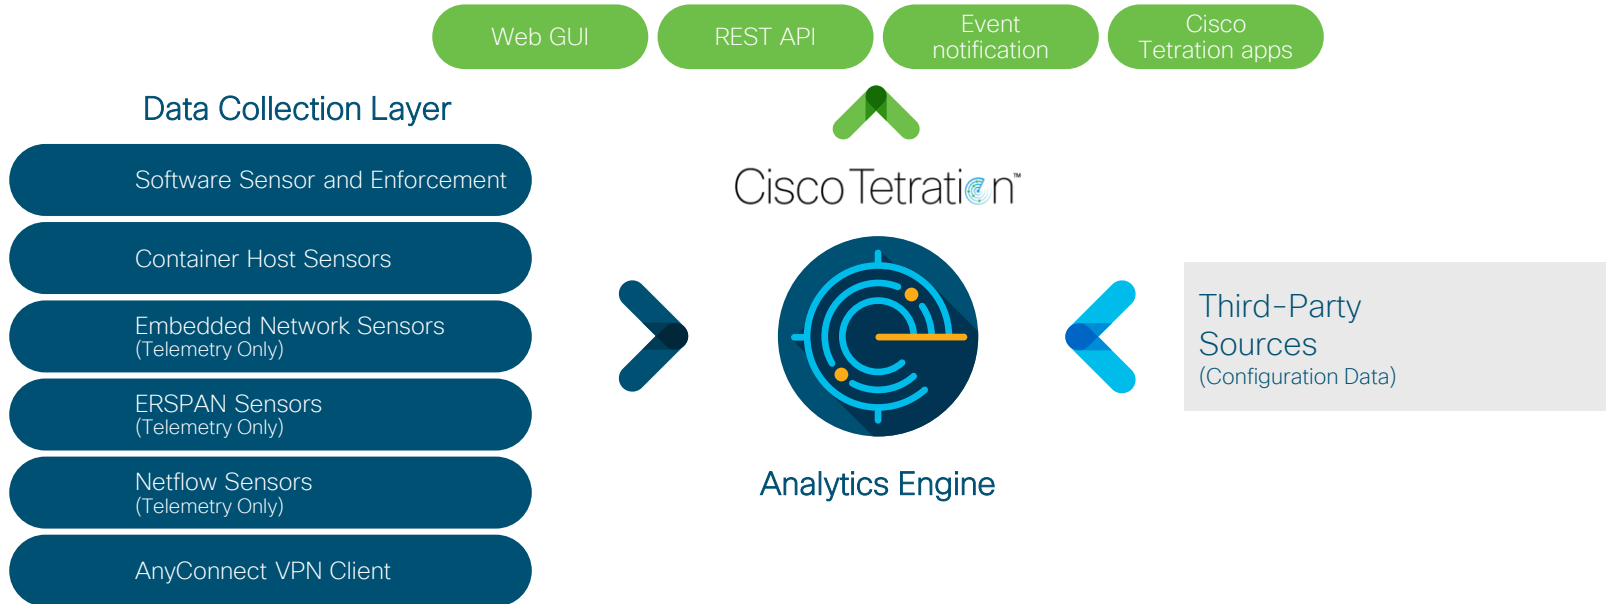 Web GUI
REST API
Event
notification
Cisco
Tetration apps
Data Collection Layer
Software Sensor and Enforcement
Container Host Sensors
Embedded Network Sensors
(Telemetry Only)
ERSPAN Sensors
(Telemetry Only)
Netflow Sensors
(Telemetry Only)
AnyConnect VPN Client
Cisco Tetration™
Analytics Engine
Third-Party
Sources
(Configuration Data)